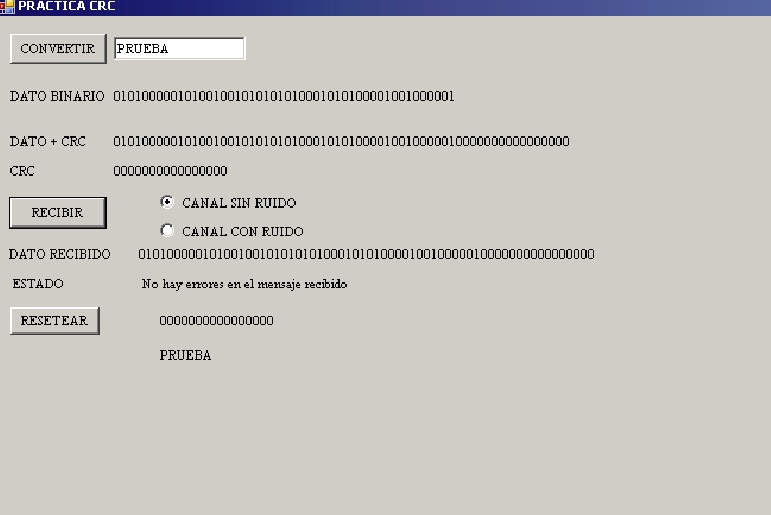 PRACTICA CRC
CONVERTIR PRUEBA
DATO BINARIO 010100000101001001010101010001010100001001000001
DATO + CRC 0101000001010010010101010100010101000010010000010000000000000000
CRC 0000000000000000
RECIBIR CANAL SIN RUIDO
CANAL CON RUIDO
DATO RECIBIDO 0101000001010010010101010100010101000010010000010000000000000000
ESTADO No hay errores en el mensaje recibido
RESETEAR 0000000000000000
PRUEBA